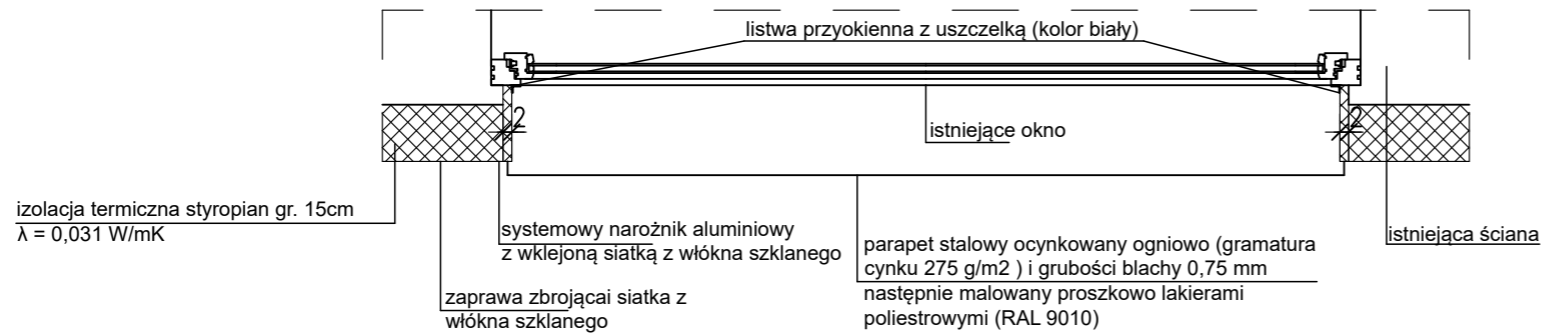 listwa przyokienna z uszczelką (kolor biały)
2
2
istniejące okno
izolacja termiczna styropian gr. 15cm
λ = 0,031 W/mK
systemowy narożnik aluminiowy
z wklejoną siatką z włókna szklanego
parapet stalowy ocynkowany ogniowo (gramatura
cynku 275 g/m2 ) i grubości blachy 0,75 mm
następnie malowany proszkowo lakierami
poliestrowymi (RAL 9010)
istniejąca ściana
zaprawa zbrojącai siatka z
włókna szklanego